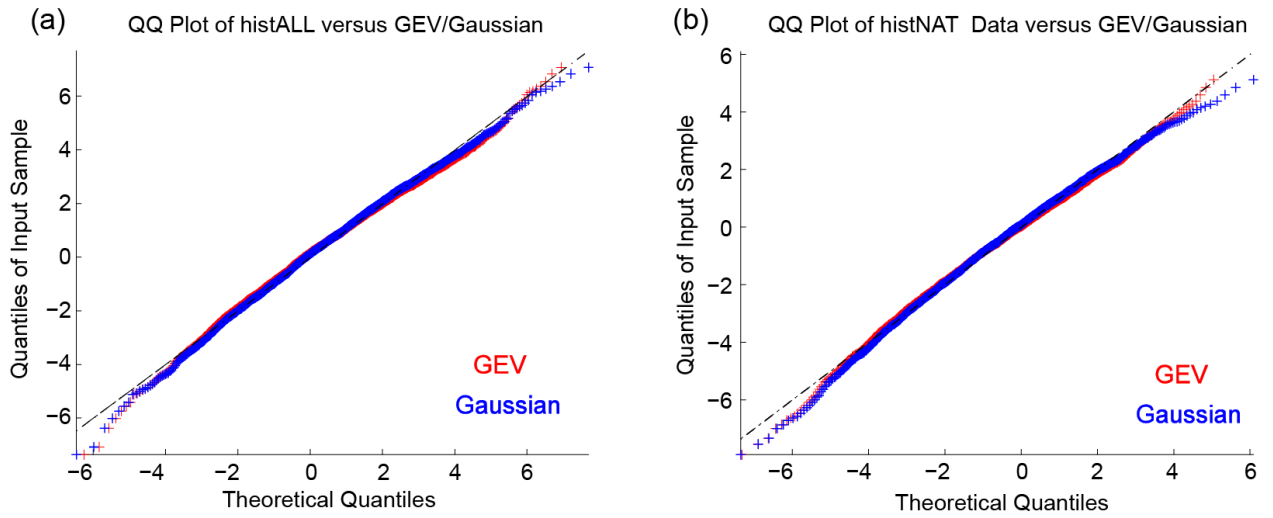 (a)
QQ Plot of histALL versus GEV/Gaussian
Quantiles of Input Sample
6
4
2
0
−2
−4
−6
GEV
Gaussian
−6 −4 −2 0 2 4 6
Theoretical Quantiles
(b)
QQ Plot of histNAT Data versus GEV/Gaussian
Quantiles of Input Sample
6
4
2
0
−2
−4
−6
GEV
Gaussian
−6 −4 −2 0 2 4 6
Theoretical Quantiles